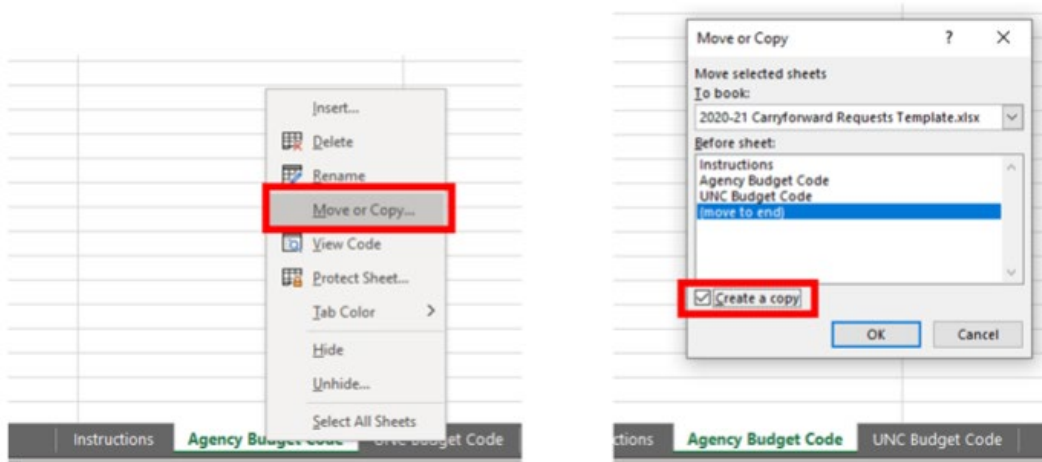 Insert...
Delete
Rename
Move or Copy...
View Code
Protect Sheet...
Tab Color >
Hide
Unhide...
Select All Sheets
Instructions Agency Budget Code UNC Budget Code
Move or Copy ? ×
Move selected sheets
To book:
2020-21 Carryforward Requests Template.xlsx
Before sheet:
Instructions
Agency Budget Code
UNC Budget Code
(move to end)
Create a copy
OK Cancel
ctions Agency Budget Code UNC Budget Code